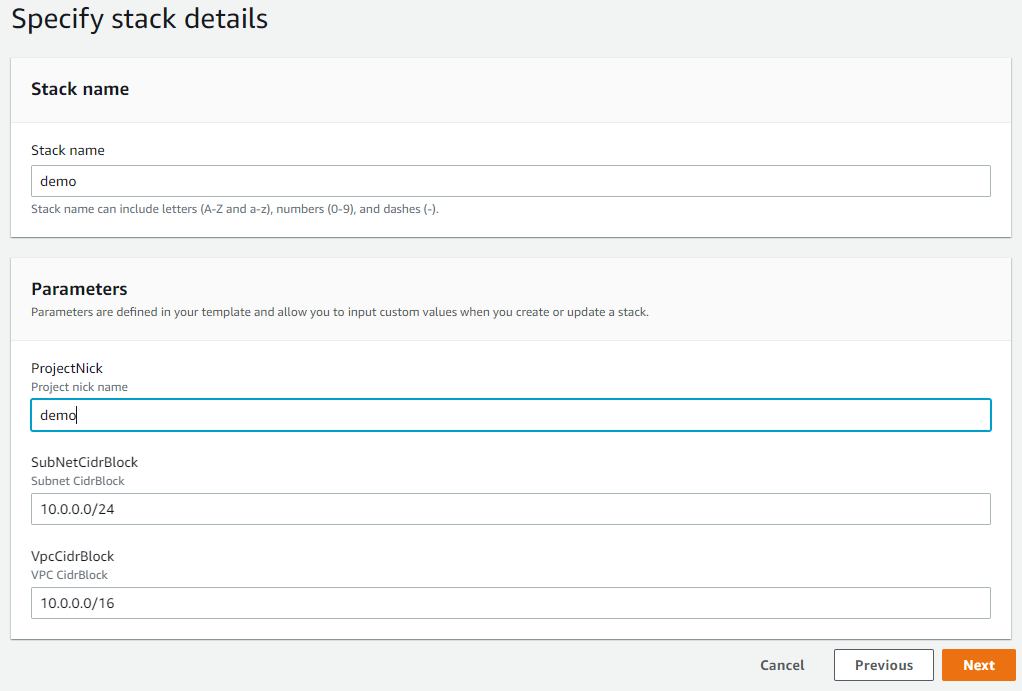 Specify stack details
Stack name
Stack name
demo
Stack name can include letters (A-Z and a-z), numbers (0-9), and dashes (-).
Parameters
Parameters are defined in your template and allow you to input custom values when you create or update a stack.
ProjectNick
Project nick name
demo
SubNetCidrBlock
Subnet CidrBlock
10.0.0.0/24
VpcCidrBlock
VPC CidrBlock
10.0.0.0/16
Cancel Previous Next